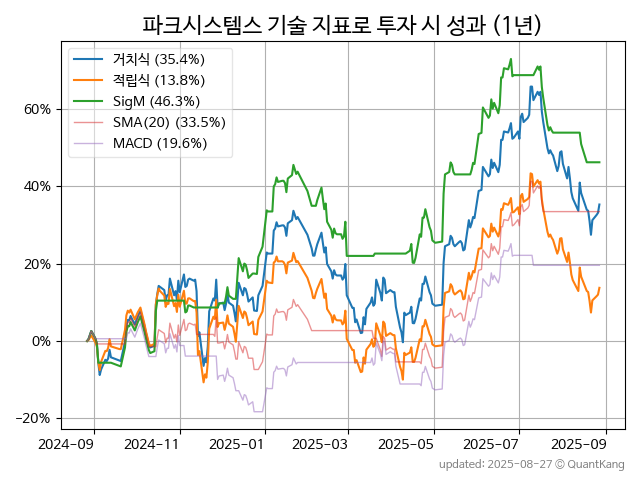 파크시스템스 기술 지표로 투자 시 성과 (1년)
거치식 (35.4%)
적립식 (13.8%)
SigM (46.3%)
SMA(20) (33.5%)
MACD (19.6%)
60%
40%
20%
0%
−20%
2024-09 2024-11 2025-01 2025-03 2025-05 2025-07 2025-09
updated: 2025-08-27 © QuantKang